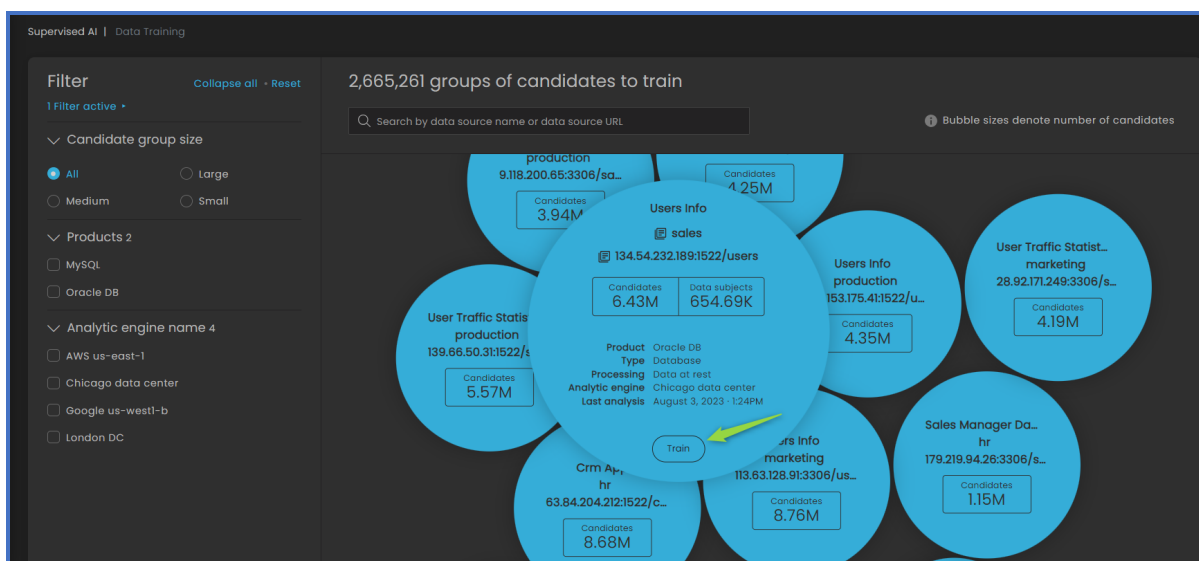 Supervised AI | Data Training
Filter
Collapse all • Reset
1 Filter active
Candidate group size
All
Large
Medium
Small
Products 2
MySQL
Oracle DB
Analytic engine name 4
AWS us-east-1
Chicago data center
Google us-west1-b
London DC
2,665,261 groups of candidates to train
Search by data source name or data source URL
Bubble sizes denote number of candidates
production
9.118.200.65:3306/sa...
Candidates
3.94M
Candidates
4.25M
Users Info
sales
134.54.232.189:1522/users
Candidates
6.43M
Data subjects
654.69K
Product Oracle DB
Type Database
Processing Data at rest
Analytic engine Chicago data center
Last analysis August 3, 2023 - 1:24PM
Train
Users Info
production
153.175.41:1522/u...
Candidates
4.35M
User Traffic Statist...
marketing
28.92.171.249:3306/s...
Candidates
4.19M
User Traffic Statis
production
139.66.50.31:1522/s
Candidates
5.57M
Crm Ap
hr
63.84.204.212:1522/c...
Candidates
8.68M
ers Info
marketing
113.63.128.91:3306/us...
Candidates
8.76M
Sales Manager Da...
hr
179.219.94.26:3306/s...
Candidates
1.15M